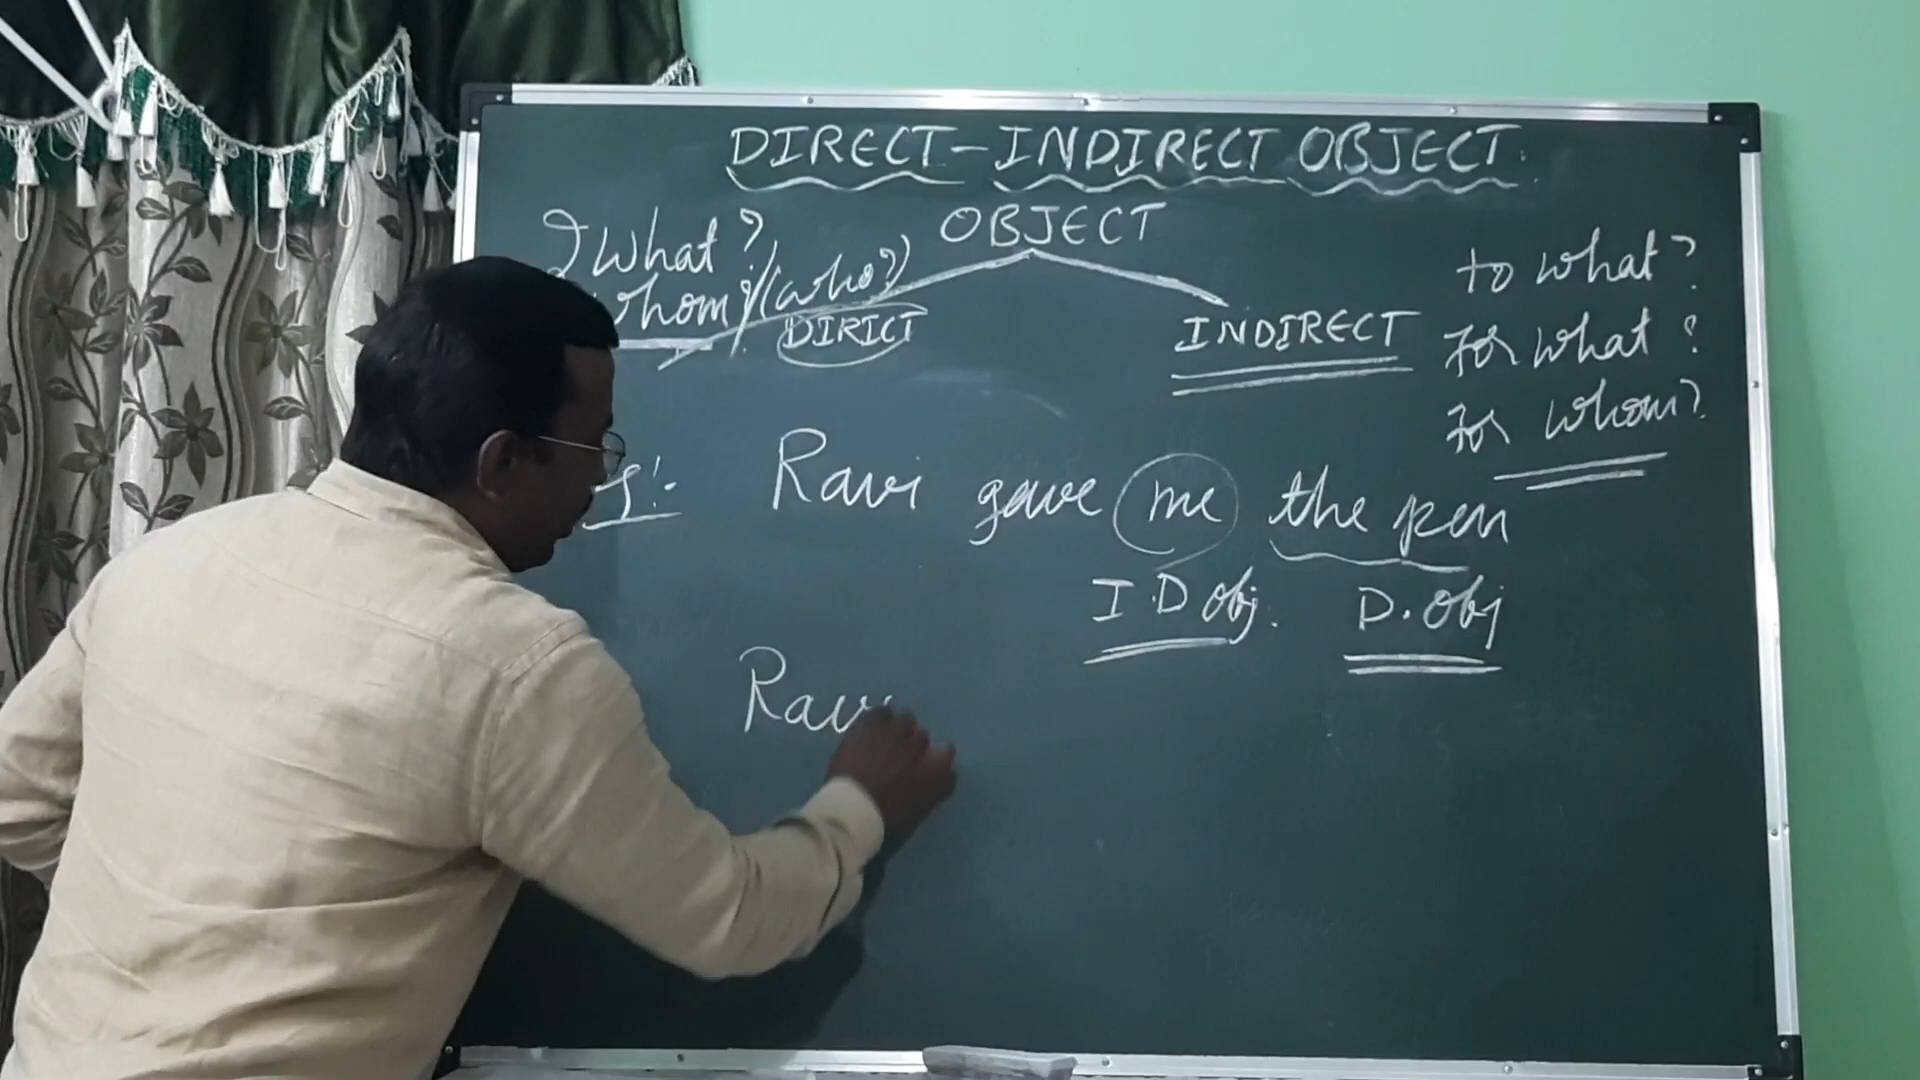 DIRECT-INDIRECT OBJECT
OBJECT
What?
whom?/(who?)
DIRICT
INDIRECT
to what?
for what?
for whom?
Ravi gave me the pen
I.D obj. D.obj
Ravi